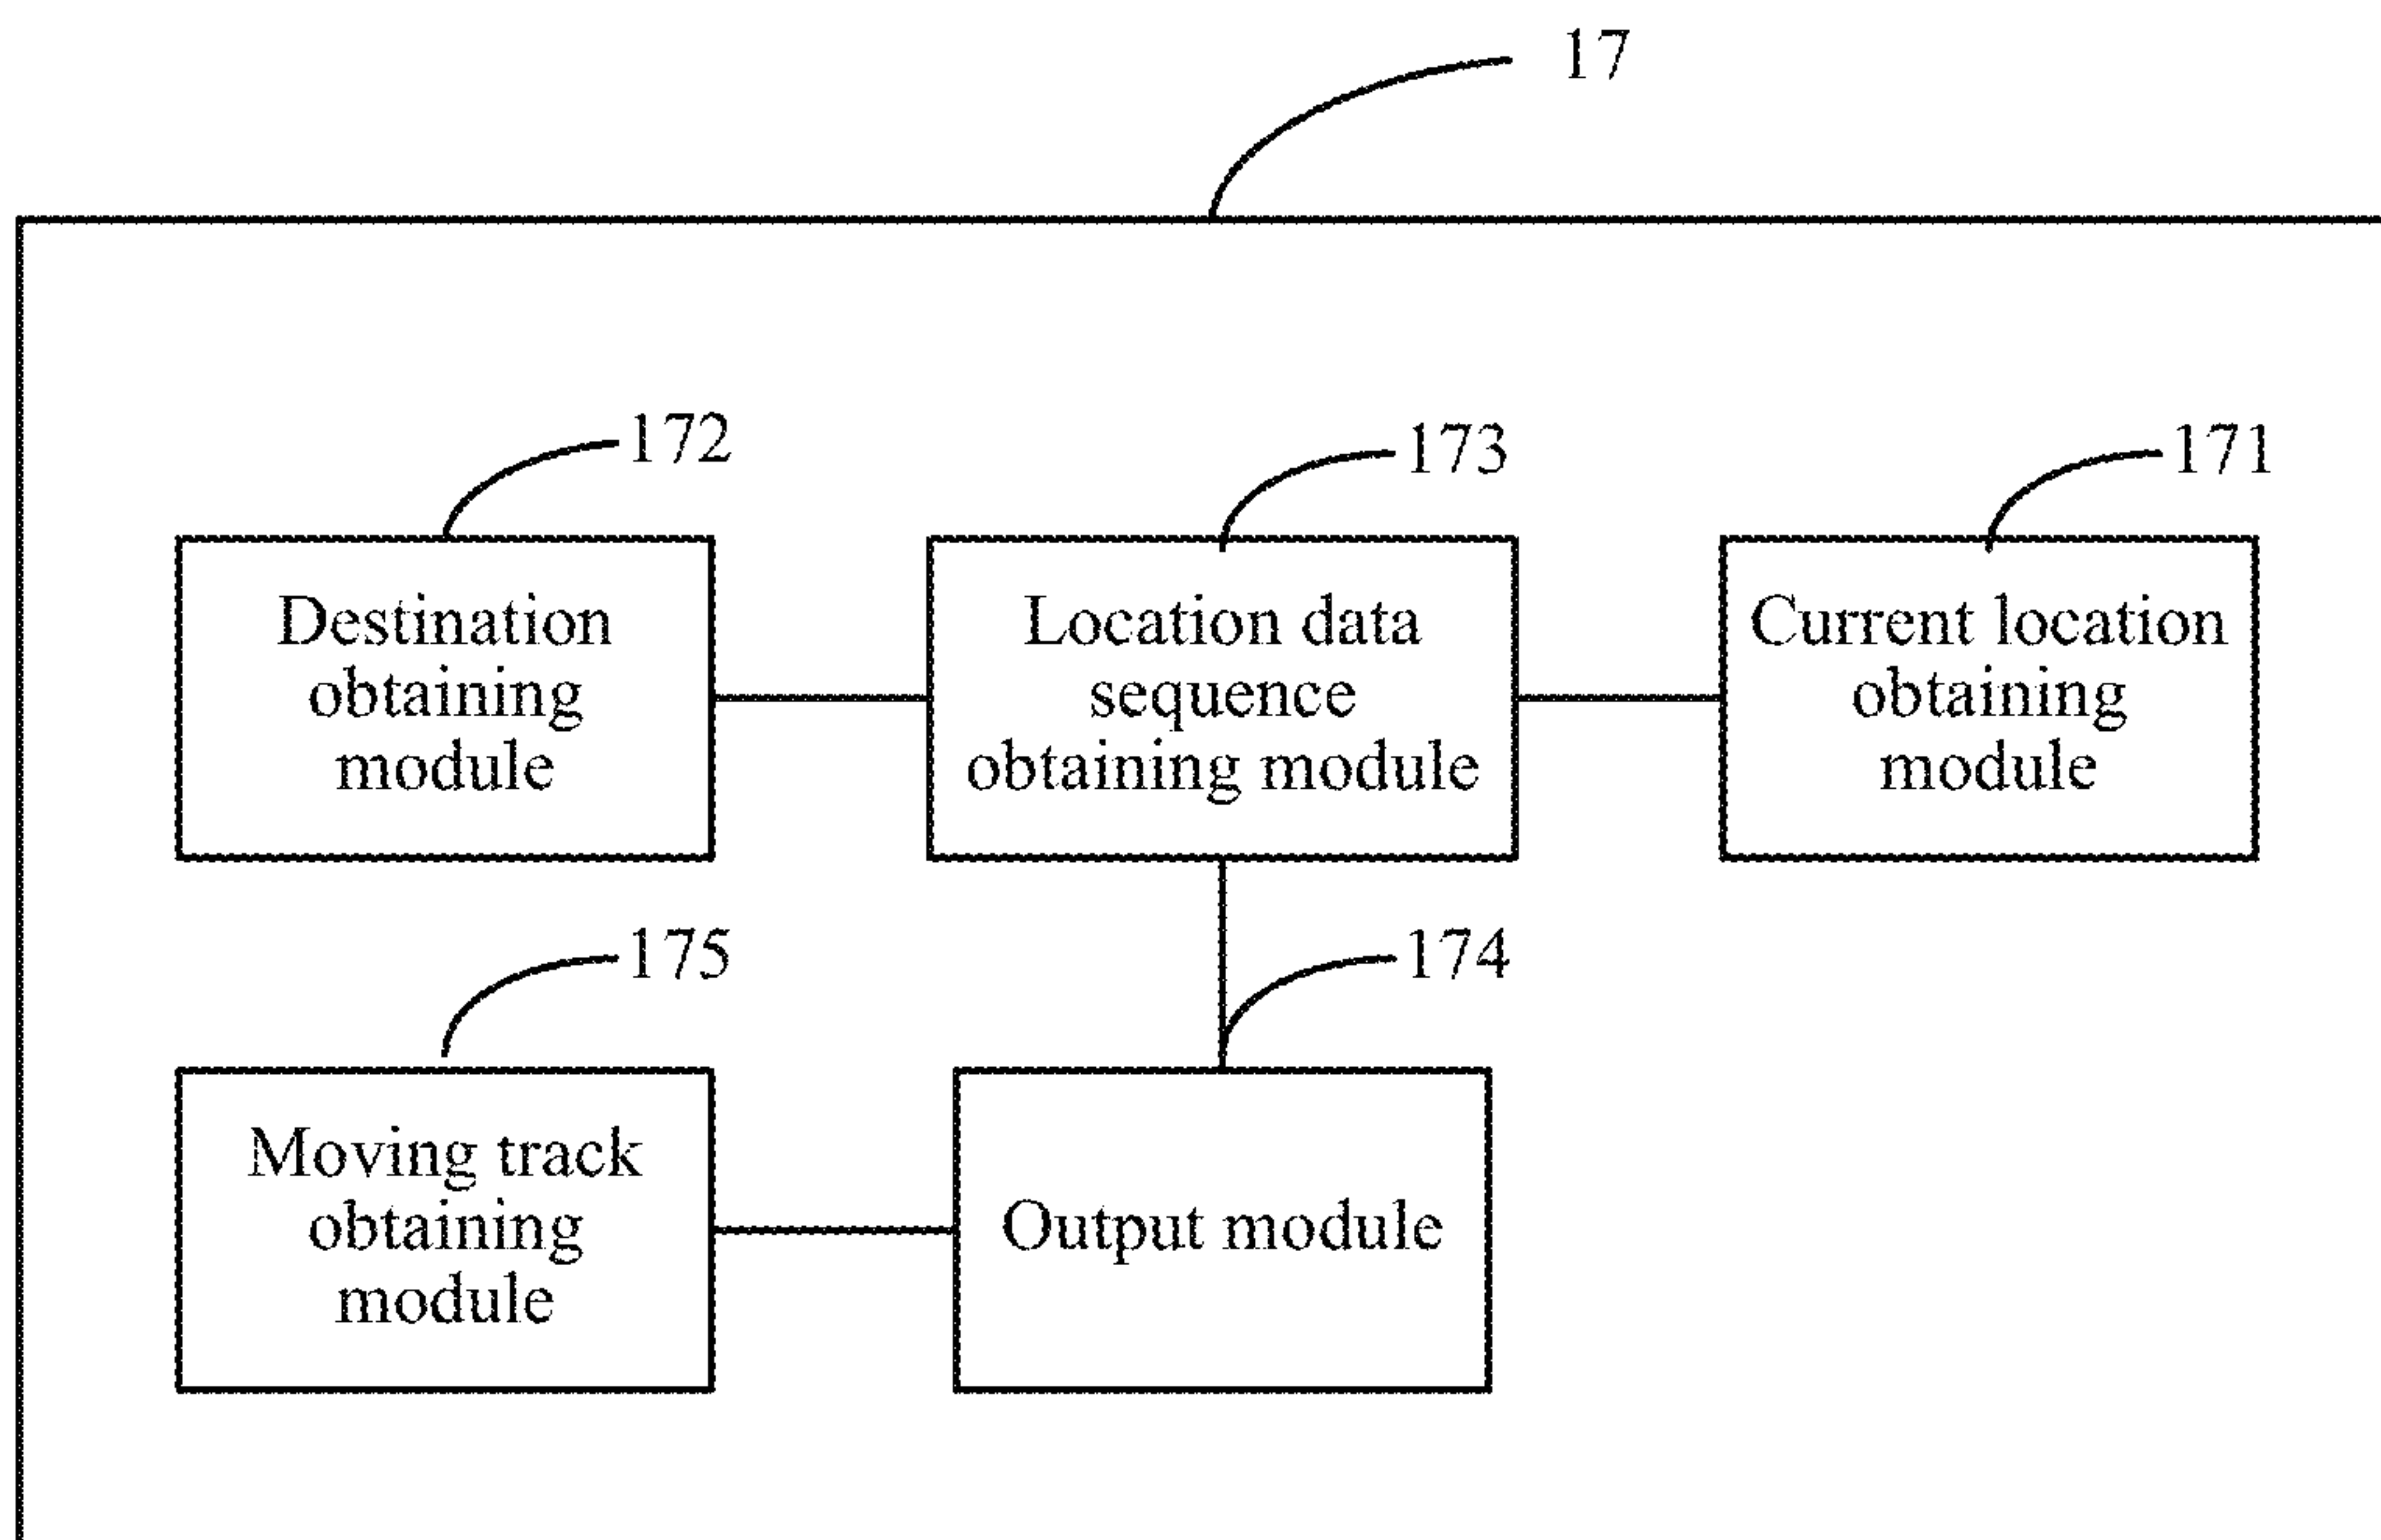 17
172
173
171
Destination
obtaining
module
Location data
sequence
obtaining module
Current location
obtaining
module
175
174
Moving track
obtaining
module
Output module